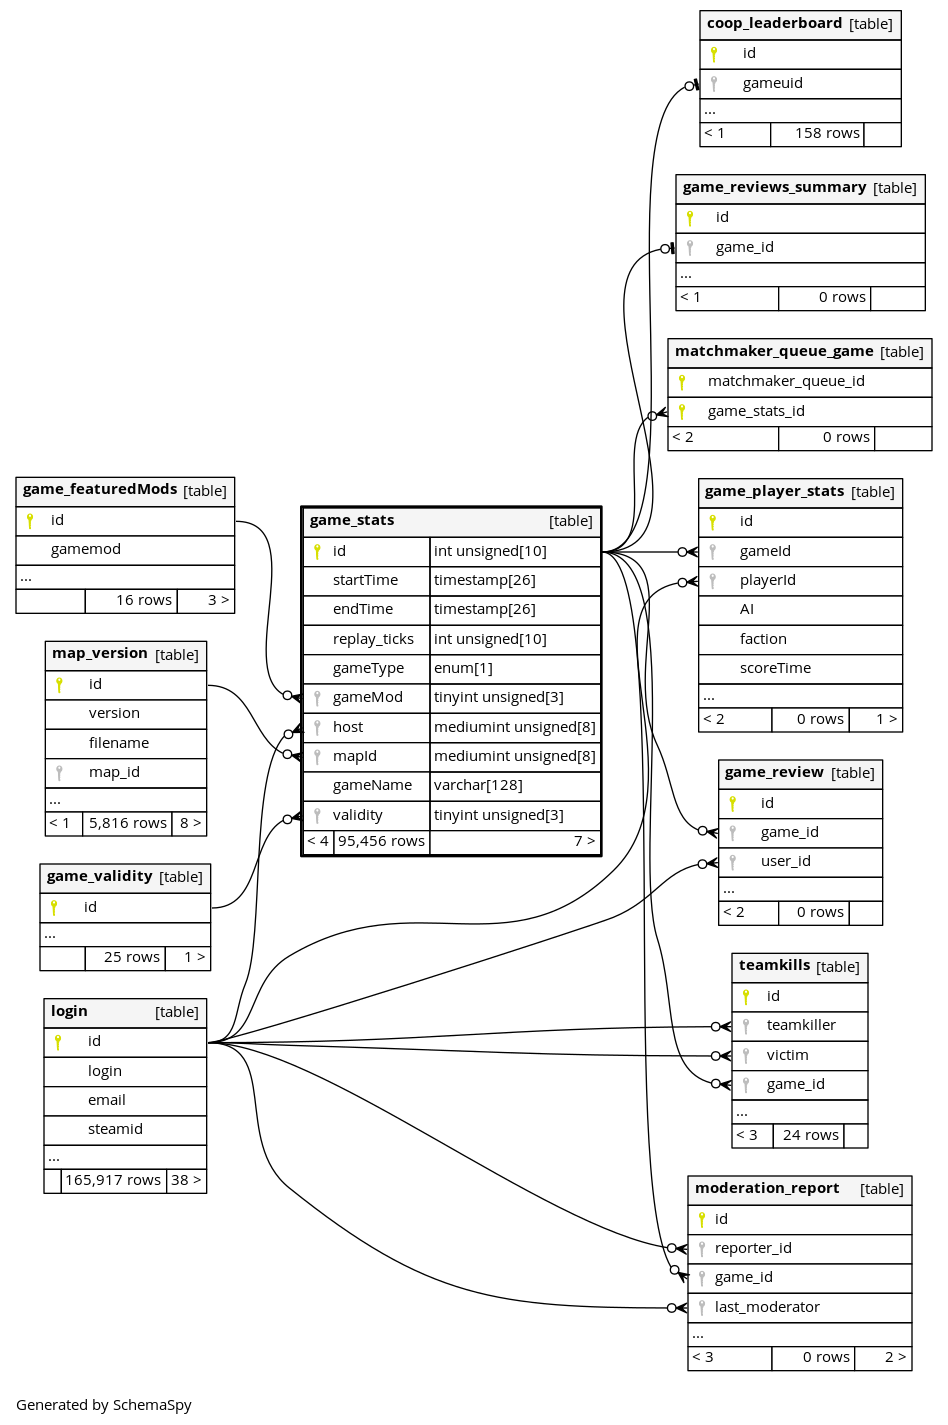 coop_leaderboard [table]
id
gameuid
...
< 1 158 rows
game_reviews_summary [table]
id
game_id
...
< 1 0 rows
matchmaker_queue_game [table]
matchmaker_queue_id
game_stats_id
< 2 0 rows
game_featuredMods [table]
id
gamemod
...
16 rows 3 >
map_version [table]
id
version
filename
map_id
...
< 1 5,816 rows 8 >
game_validity [table]
id
...
25 rows 1 >
login [table]
id
login
email
steamid
...
165,917 rows 38 >
game_stats [table]
id int unsigned[10]
startTime timestamp[26]
endTime timestamp[26]
replay_ticks int unsigned[10]
gameType enum[1]
gameMod tinyint unsigned[3]
host mediumint unsigned[8]
mapId mediumint unsigned[8]
gameName varchar[128]
validity tinyint unsigned[3]
< 4 95,456 rows 7 >
game_player_stats [table]
id
gameId
playerId
AI
faction
scoreTime
...
< 2 0 rows 1 >
game_review [table]
id
game_id
user_id
...
< 2 0 rows
teamkills [table]
id
teamkiller
victim
game_id
...
< 3 24 rows
moderation_report [table]
id
reporter_id
game_id
last_moderator
...
< 3 0 rows 2 >
Generated by SchemaSpy